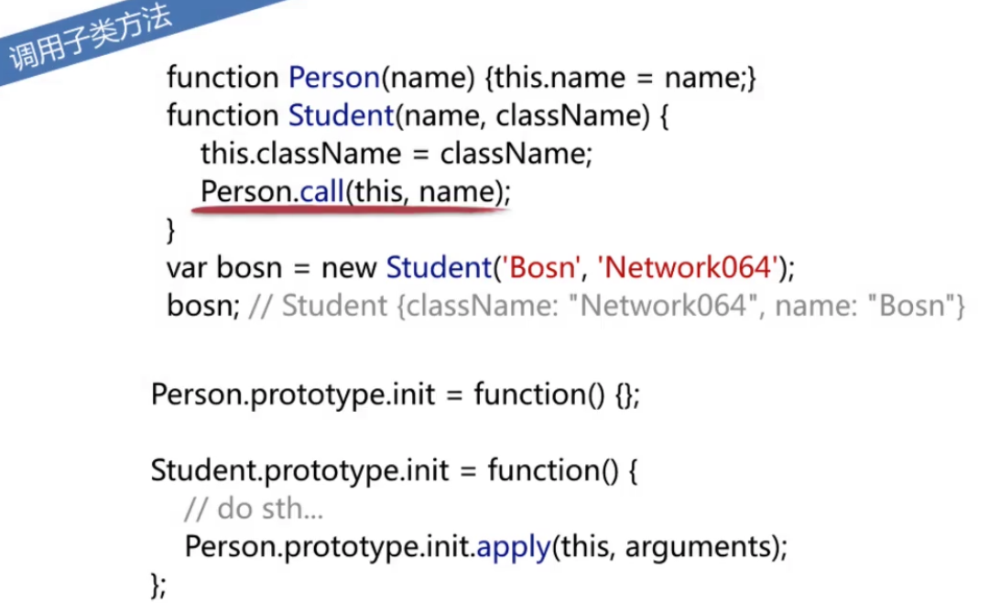 调用子类方法
function Person(name) {this.name = name;}
function Student(name, className) {
this.className = className;
Person.call(this, name);
}
var bosn = new Student('Bosn', 'Network064');
bosn; // Student {className: "Network064", name: "Bosn"}
Person.prototype.init = function() {};
Student.prototype.init = function() {
// do sth...
Person.prototype.init.apply(this, arguments);
};